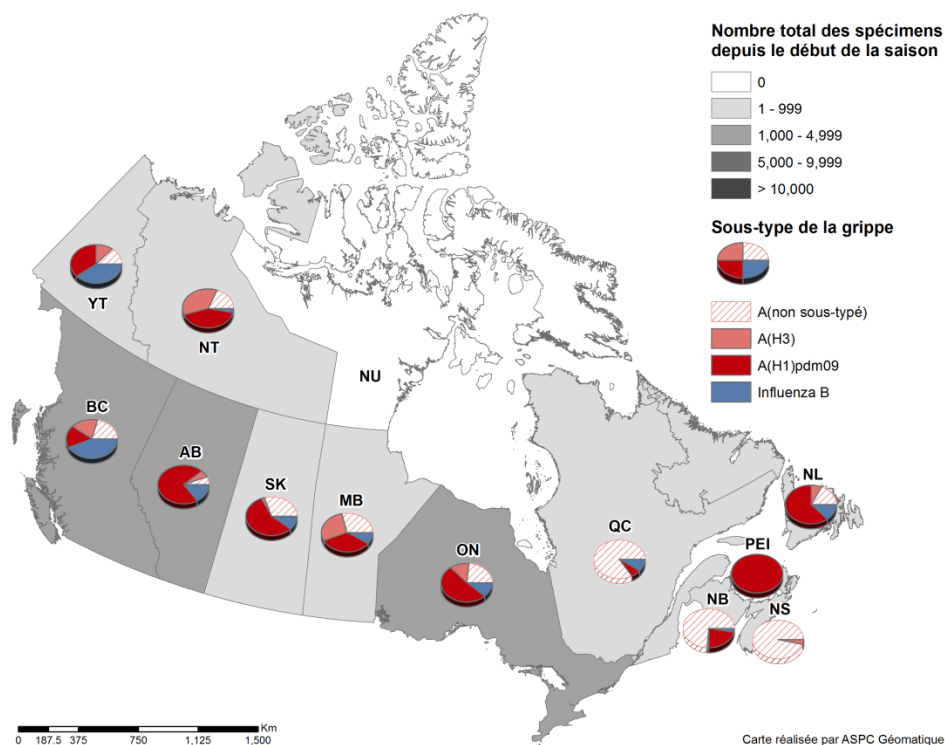 Nombre total des spécimens
depuis le début de la saison
0
1 - 999
1,000 - 4,999
5,000 - 9,999
> 10,000
Sous-type de la grippe
A(non sous-typé)
A(H3)
A(H1)pdm09
Influenza B
YT
NT
NU
BC
AB
SK
MB
ON
QC
NL
PEI
NB
NS
Km
0 187.5 375 750 1,125 1,500
Carte réalisée par ASPC Géomatique